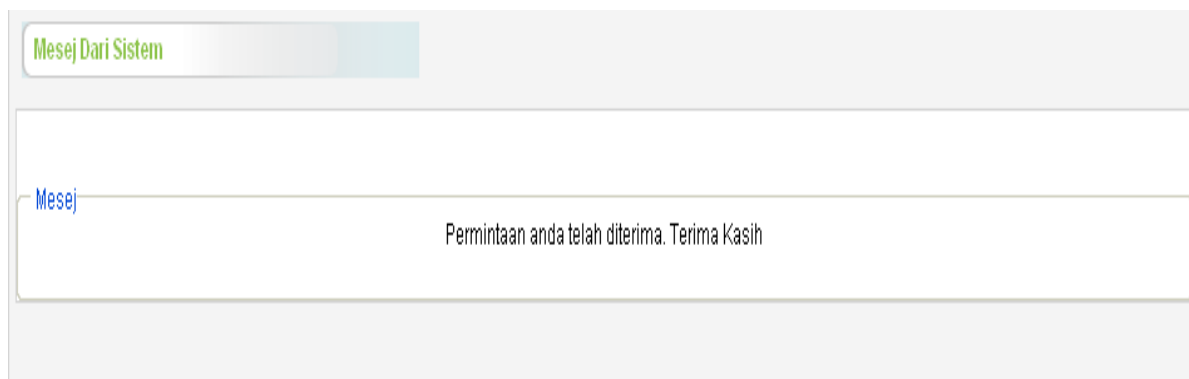 Mesej Dari Sistem
Mesej
Permintaan anda telah diterima. Terima Kasih